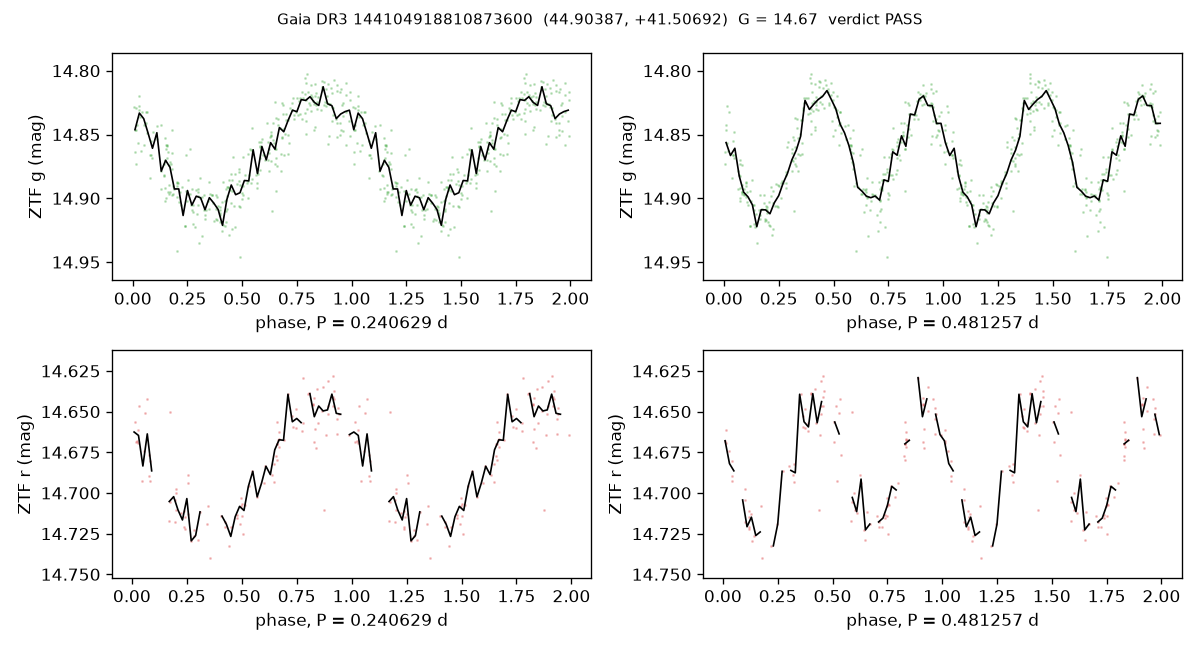 Gaia DR3 144104918810873600  (44.90387, +41.50692)  G = 14.67  verdict PASS
ZTF g (mag)
14.80
14.85
14.90
14.95
0.00 0.25 0.50 0.75 1.00 1.25 1.50 1.75 2.00
phase, P = 0.240629 d
ZTF g (mag)
14.80
14.85
14.90
14.95
0.00 0.25 0.50 0.75 1.00 1.25 1.50 1.75 2.00
phase, P = 0.481257 d
ZTF r (mag)
14.625
14.650
14.675
14.700
14.725
14.750
0.00 0.25 0.50 0.75 1.00 1.25 1.50 1.75 2.00
phase, P = 0.240629 d
ZTF r (mag)
14.625
14.650
14.675
14.700
14.725
14.750
0.00 0.25 0.50 0.75 1.00 1.25 1.50 1.75 2.00
phase, P = 0.481257 d